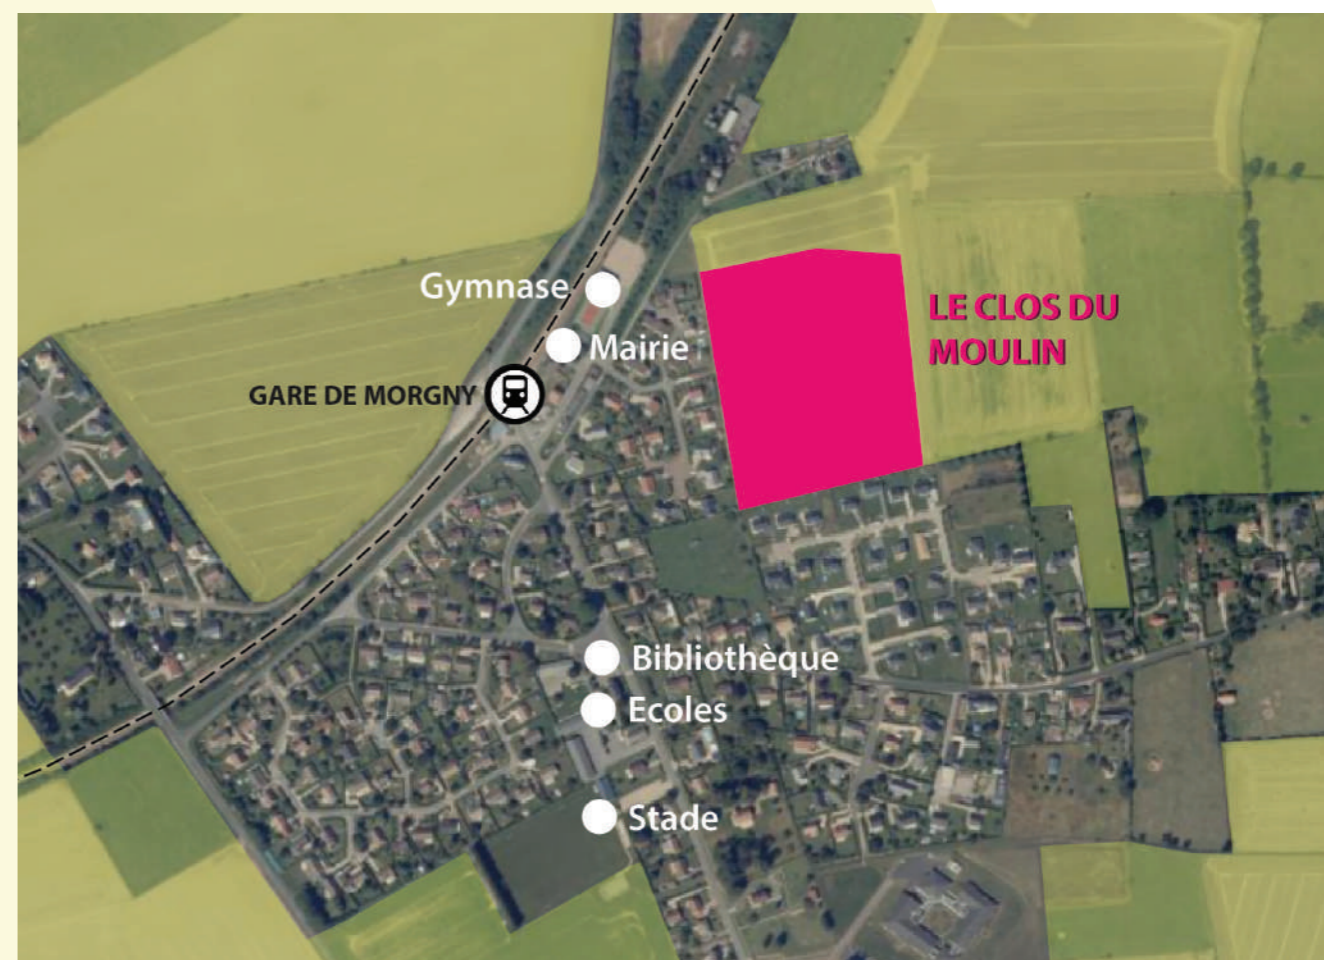 Gymnase
LE CLOS DU
MOULIN
Mairie
GARE DE MORGNY
Bibliothèque
Ecoles
Stade